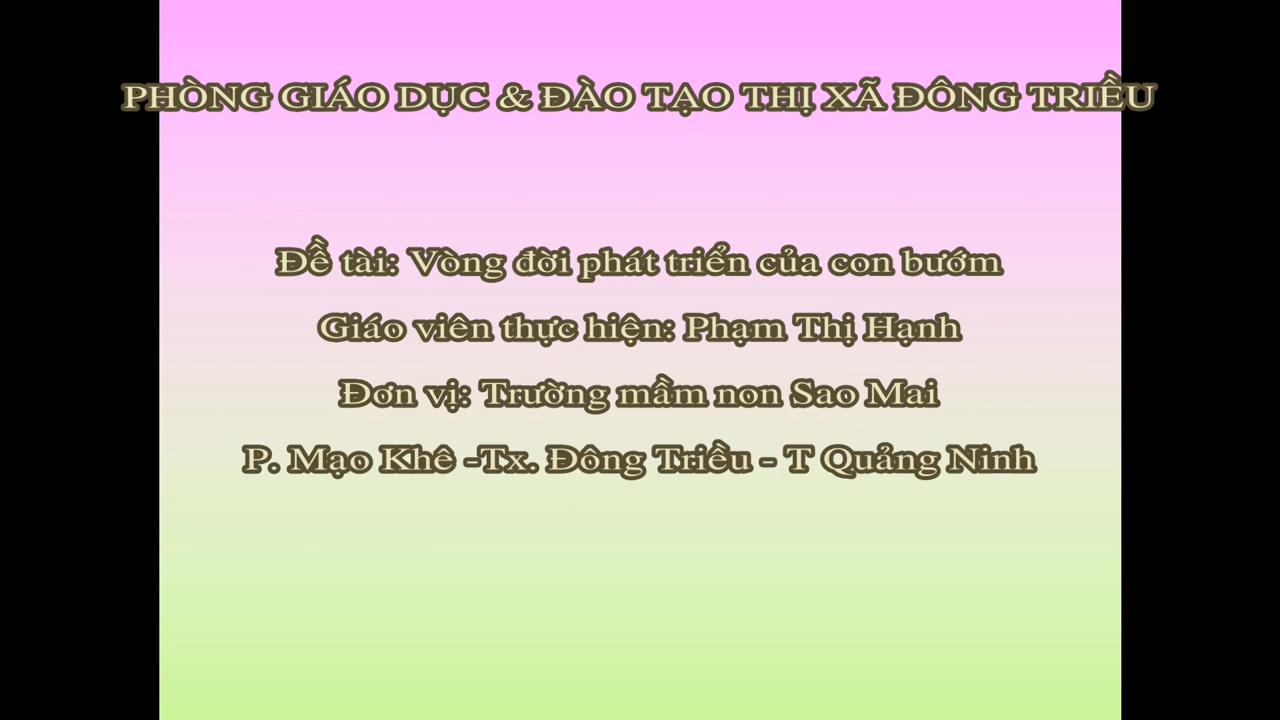 PHÒNG GIÁO DỤC & ĐÀO TẠO THỊ XÃ ĐÔNG TRIỀU
Đề tài: Vòng đời phát triển của con bướm
Giáo viên thực hiện: Phạm Thị Hạnh
Đơn vị: Trường mầm non Sao Mai
P. Mạo Khê -Tx. Đông Triều - T Quảng Ninh